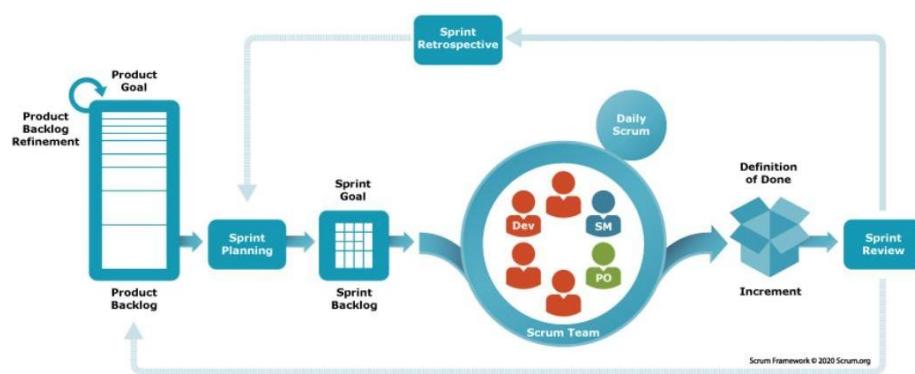 Sprint
Retrospective
Product
Goal
Product
Backlog
Refinement
Daily
Scrum
Definition
of Done
Sprint
Goal
Dev
SM
Sprint
Planning
Sprint
Review
PO
Product
Backlog
Sprint
Backlog
Increment
Scrum Team
Scrum Framework © 2020 Scrum.org